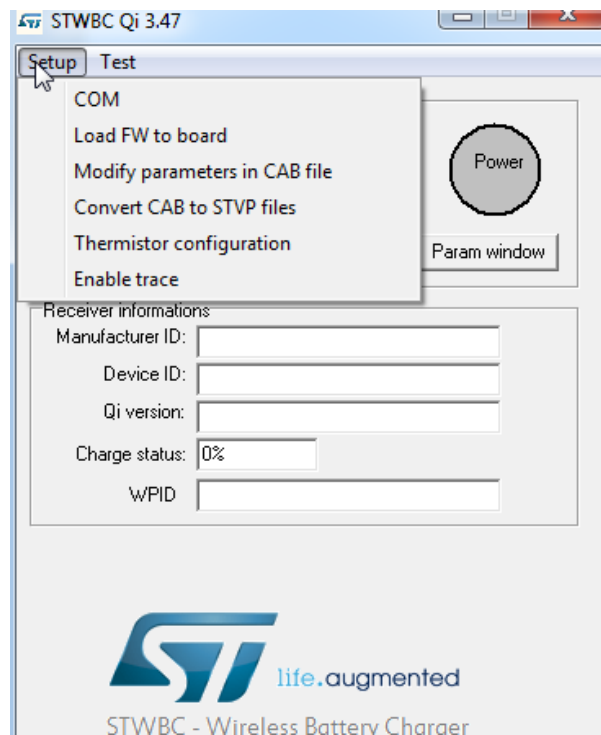 STWBC Qi 3.47
Setup Test
COM
Load FW to board
Modify parameters in CAB file
Convert CAB to STVP files
Thermistor configuration
Enable trace
Power
Param window
Receiver informations
Manufacturer ID:
Device ID:
Qi version:
Charge status: 0%
WPID
ST life.augmented
STWBC - Wireless Battery Charger